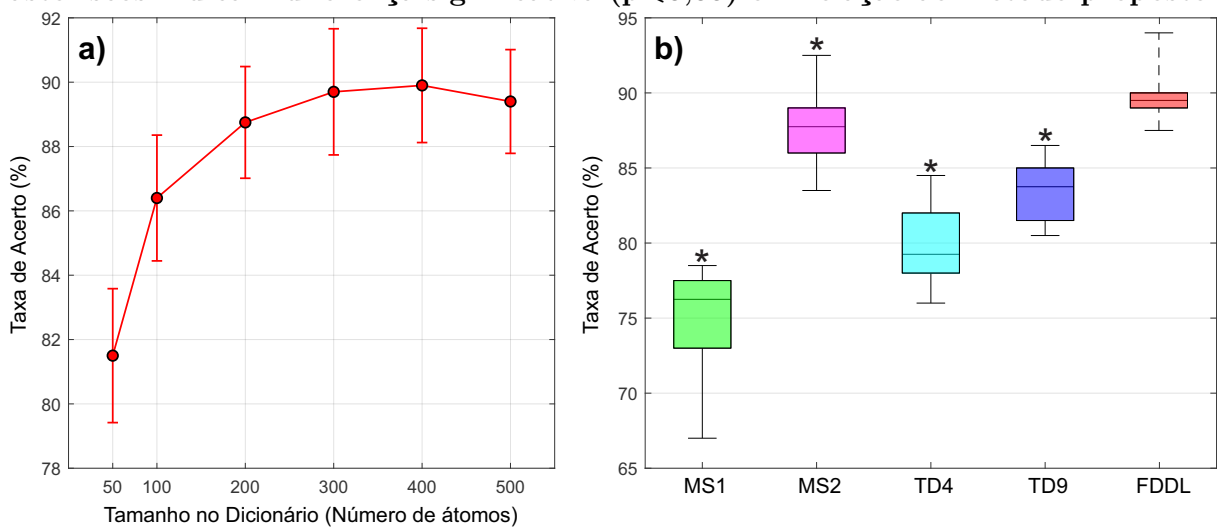 a)
92
90
88
86
84
82
80
78
50 100 200 300 400 500
Taxa de Acerto (%)
Tamanho no Dicionário (Número de átomos)
b)
95
90
85
80
75
70
65
* * * *
MS1 MS2 TD4 TD9 FDDL
Taxa de Acerto (%)